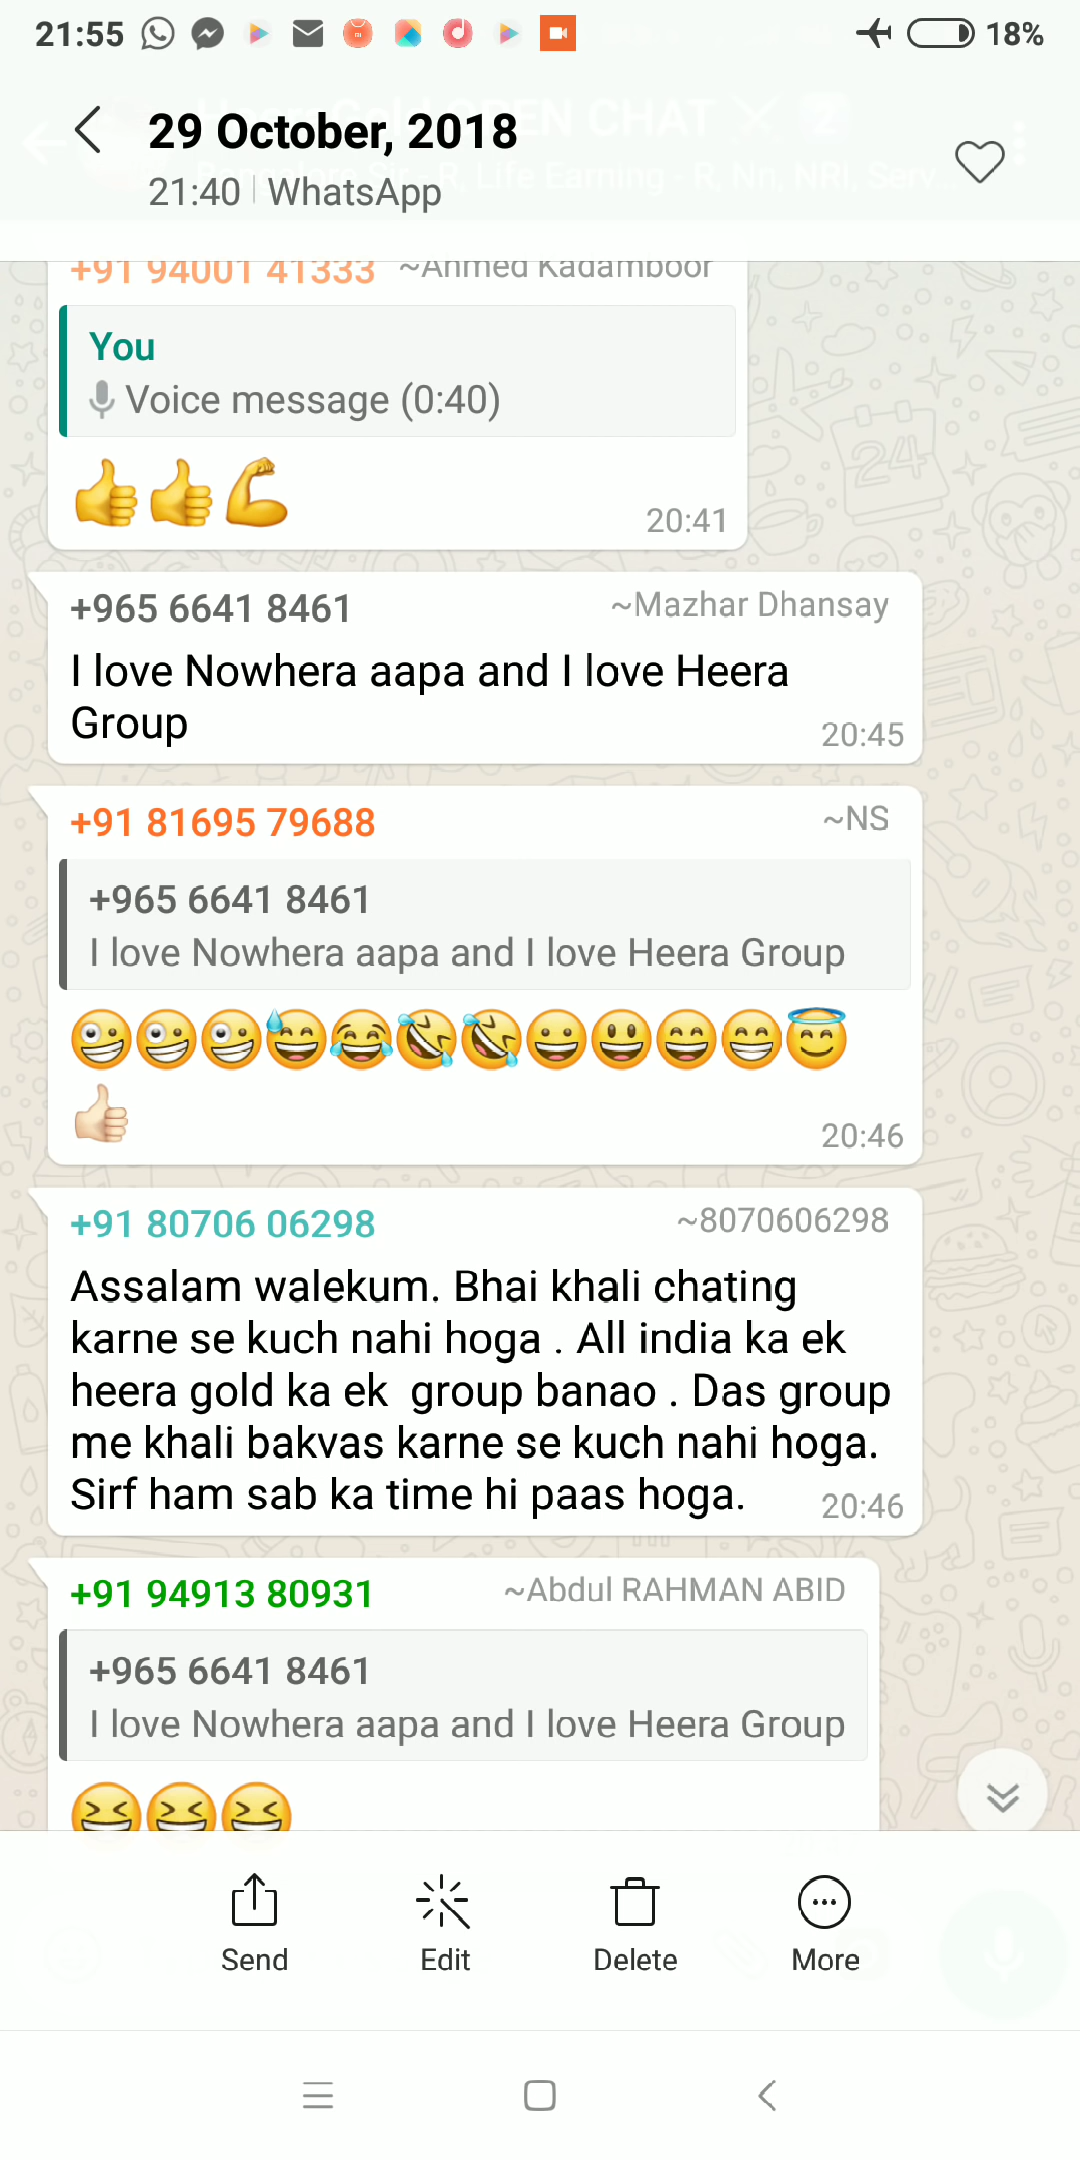 21:55
18%
29 October, 2018
21:40 | WhatsApp
+91 94001 41333 ~Ahmed Kadamboor
You
Voice message (0:40)
👍👍💪
20:41
+965 6641 8461 ~Mazhar Dhansay
I love Nowhera aapa and I love Heera
Group
20:45
+91 81695 79688 ~NS
+965 6641 8461
I love Nowhera aapa and I love Heera Group
🤪🤪🤪😅😂🤣🤣😀😃😄😁😇
👍🏻
20:46
+91 80706 06298 ~8070606298
Assalam walekum. Bhai khali chating
karne se kuch nahi hoga . All india ka ek
heera gold ka ek  group banao . Das group
me khali bakvas karne se kuch nahi hoga.
Sirf ham sab ka time hi paas hoga.
20:46
+91 94913 80931 ~Abdul RAHMAN ABID
+965 6641 8461
I love Nowhera aapa and I love Heera Group
😆😆😆
Send Edit Delete More